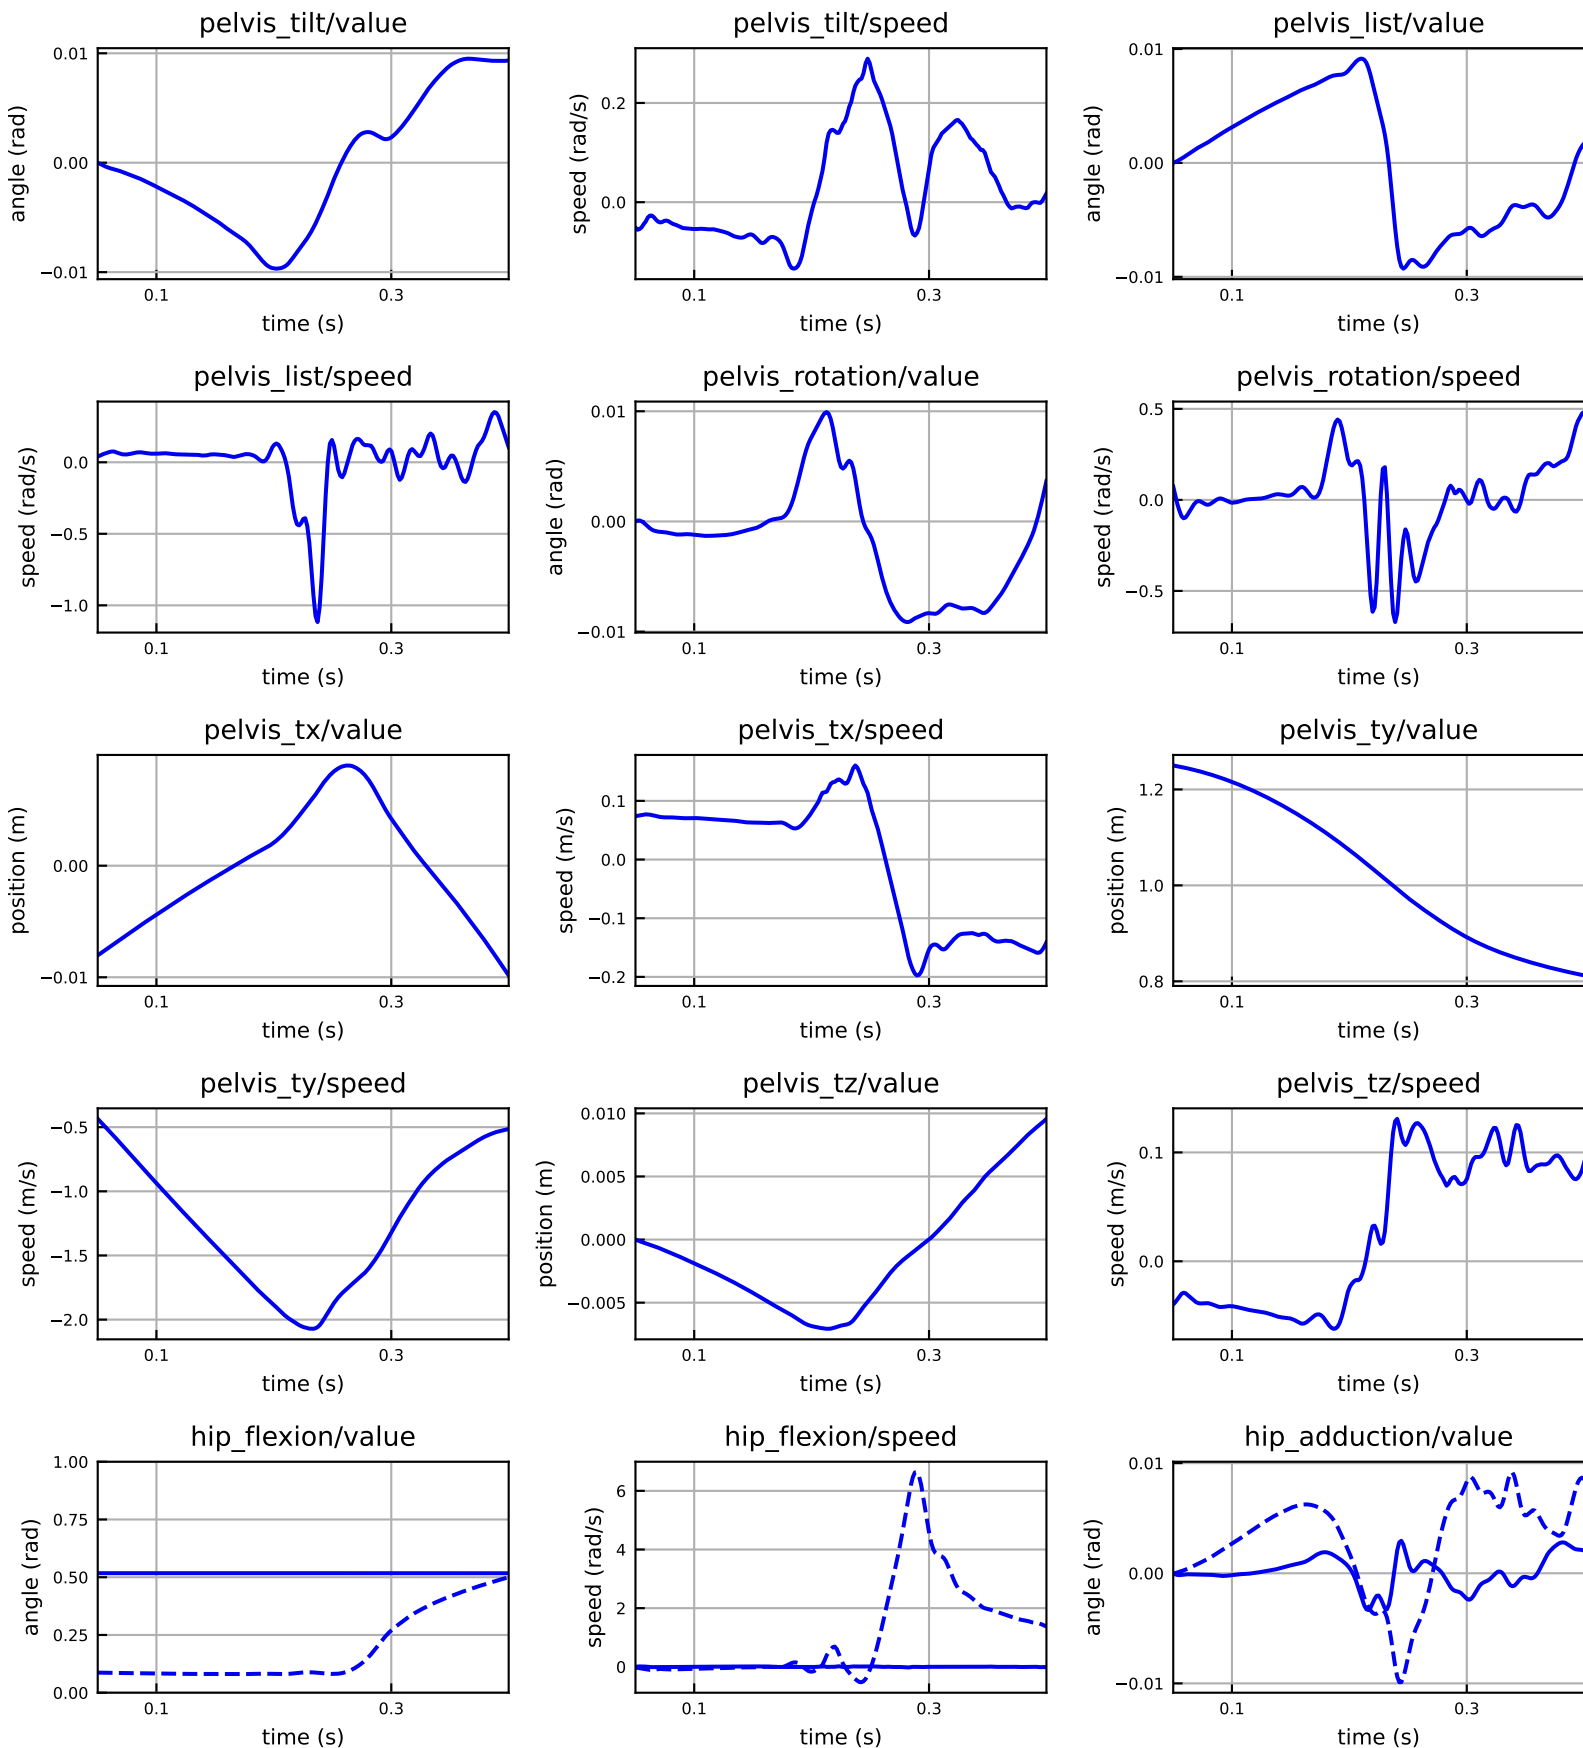 pelvis_tilt/value
pelvis_tilt/speed
pelvis_list/value
0.01
0.00
−0.01
angle (rad)
0.1
0.3
time (s)
0.2
0.0
speed (rad/s)
0.1
0.3
time (s)
0.01
0.00
−0.01
angle (rad)
0.1
0.3
time (s)
pelvis_list/speed
pelvis_rotation/value
pelvis_rotation/speed
0.0
−0.5
−1.0
speed (rad/s)
0.1
0.3
time (s)
0.01
0.00
−0.01
angle (rad)
0.1
0.3
time (s)
0.5
0.0
−0.5
speed (rad/s)
0.1
0.3
time (s)
pelvis_tx/value
pelvis_tx/speed
pelvis_ty/value
0.00
−0.01
position (m)
0.1
0.3
time (s)
0.1
0.0
−0.1
−0.2
speed (m/s)
0.1
0.3
time (s)
1.2
1.0
0.8
position (m)
0.1
0.3
time (s)
pelvis_ty/speed
pelvis_tz/value
pelvis_tz/speed
−0.5
−1.0
−1.5
−2.0
speed (m/s)
0.1
0.3
time (s)
0.010
0.005
0.000
−0.005
position (m)
0.1
0.3
time (s)
0.1
0.0
speed (m/s)
0.1
0.3
time (s)
hip_flexion/value
hip_flexion/speed
hip_adduction/value
1.00
0.75
0.50
0.25
0.00
angle (rad)
0.1
0.3
time (s)
6
4
2
0
speed (rad/s)
0.1
0.3
time (s)
0.01
0.00
−0.01
angle (rad)
0.1
0.3
time (s)